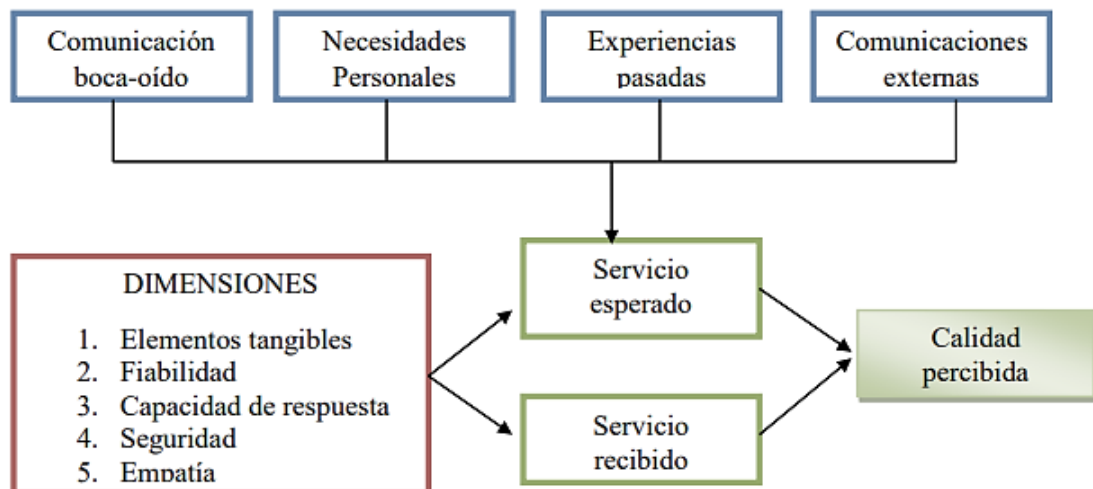 Comunicación
boca-oído
Necesidades
Personales
Experiencias
pasadas
Comunicaciones
externas
DIMENSIONES
1. Elementos tangibles
2. Fiabilidad
3. Capacidad de respuesta
4. Seguridad
5. Empatía
Servicio
esperado
Servicio
recibido
Calidad
percibida